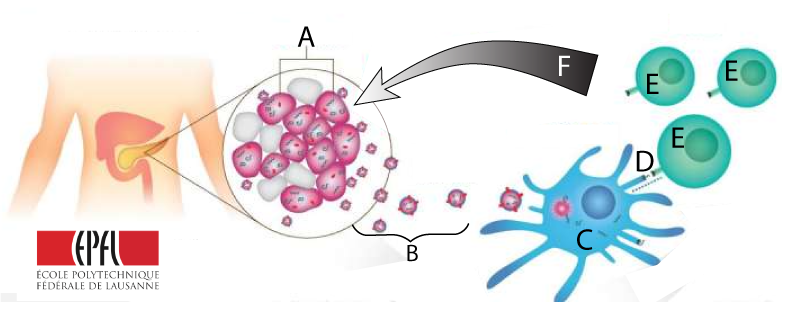 A
F
E
E
E
D
C
B
EPFL
ÉCOLE POLYTECHNIQUE
FÉDÉRALE DE LAUSANNE